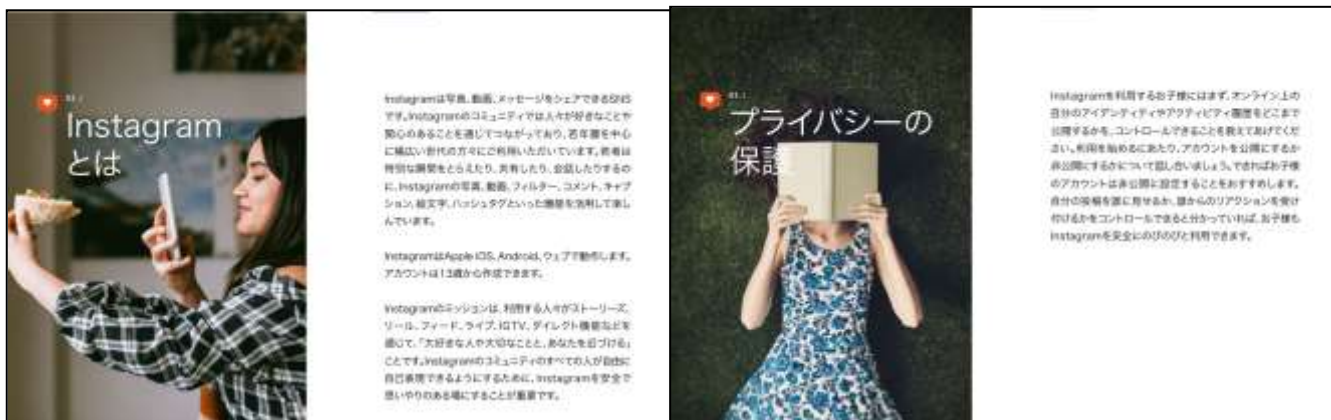 Instagram
とは
Instagramは写真、動画、メッセージをシェアできるSNS
です。Instagramのコミュニティでは人々が好きなことや
関心のあることを通じてつながっており、若年層を中心
に幅広い世代の方々にご利用いただいています。若者は
特別な瞬間をとらえたり、共有したり、会話したりするの
に、Instagramの写真、動画、フィルター、コメント、キャプ
ション、絵文字、ハッシュタグといった機能を活用して楽し
んでいます。
InstagramはApple iOS、Android、ウェブで動作します。
アカウントは13歳から作成できます。
Instagramのミッションは、利用する人々がストーリーズ、
リール、フィード、ライブ、IGTV、ダイレクト機能などを
通じて、「大好きな人や大切なことと、あなたを近づける」
ことです。Instagramのコミュニティのすべての人が自由に
自己表現できるようにするために、Instagramを安全で
思いやりのある場にすることが重要です。
プライバシーの
保護
Instagramを利用するお子様にはまず、オンライン上の
自分のアイデンティティやアクティビティ履歴をどこまで
公開するかを、コントロールできることを教えてあげてくだ
さい。利用を始めるにあたり、アカウントを公開にするか
非公開にするかについて話し合いましょう。できればお子様
のアカウントは非公開に設定することをおすすめします。
自分の投稿を誰に見せるか、誰からのリアクションを受け
付けるかをコントロールできると分かっていれば、お子様も
Instagramを安全にのびのびと利用できます。